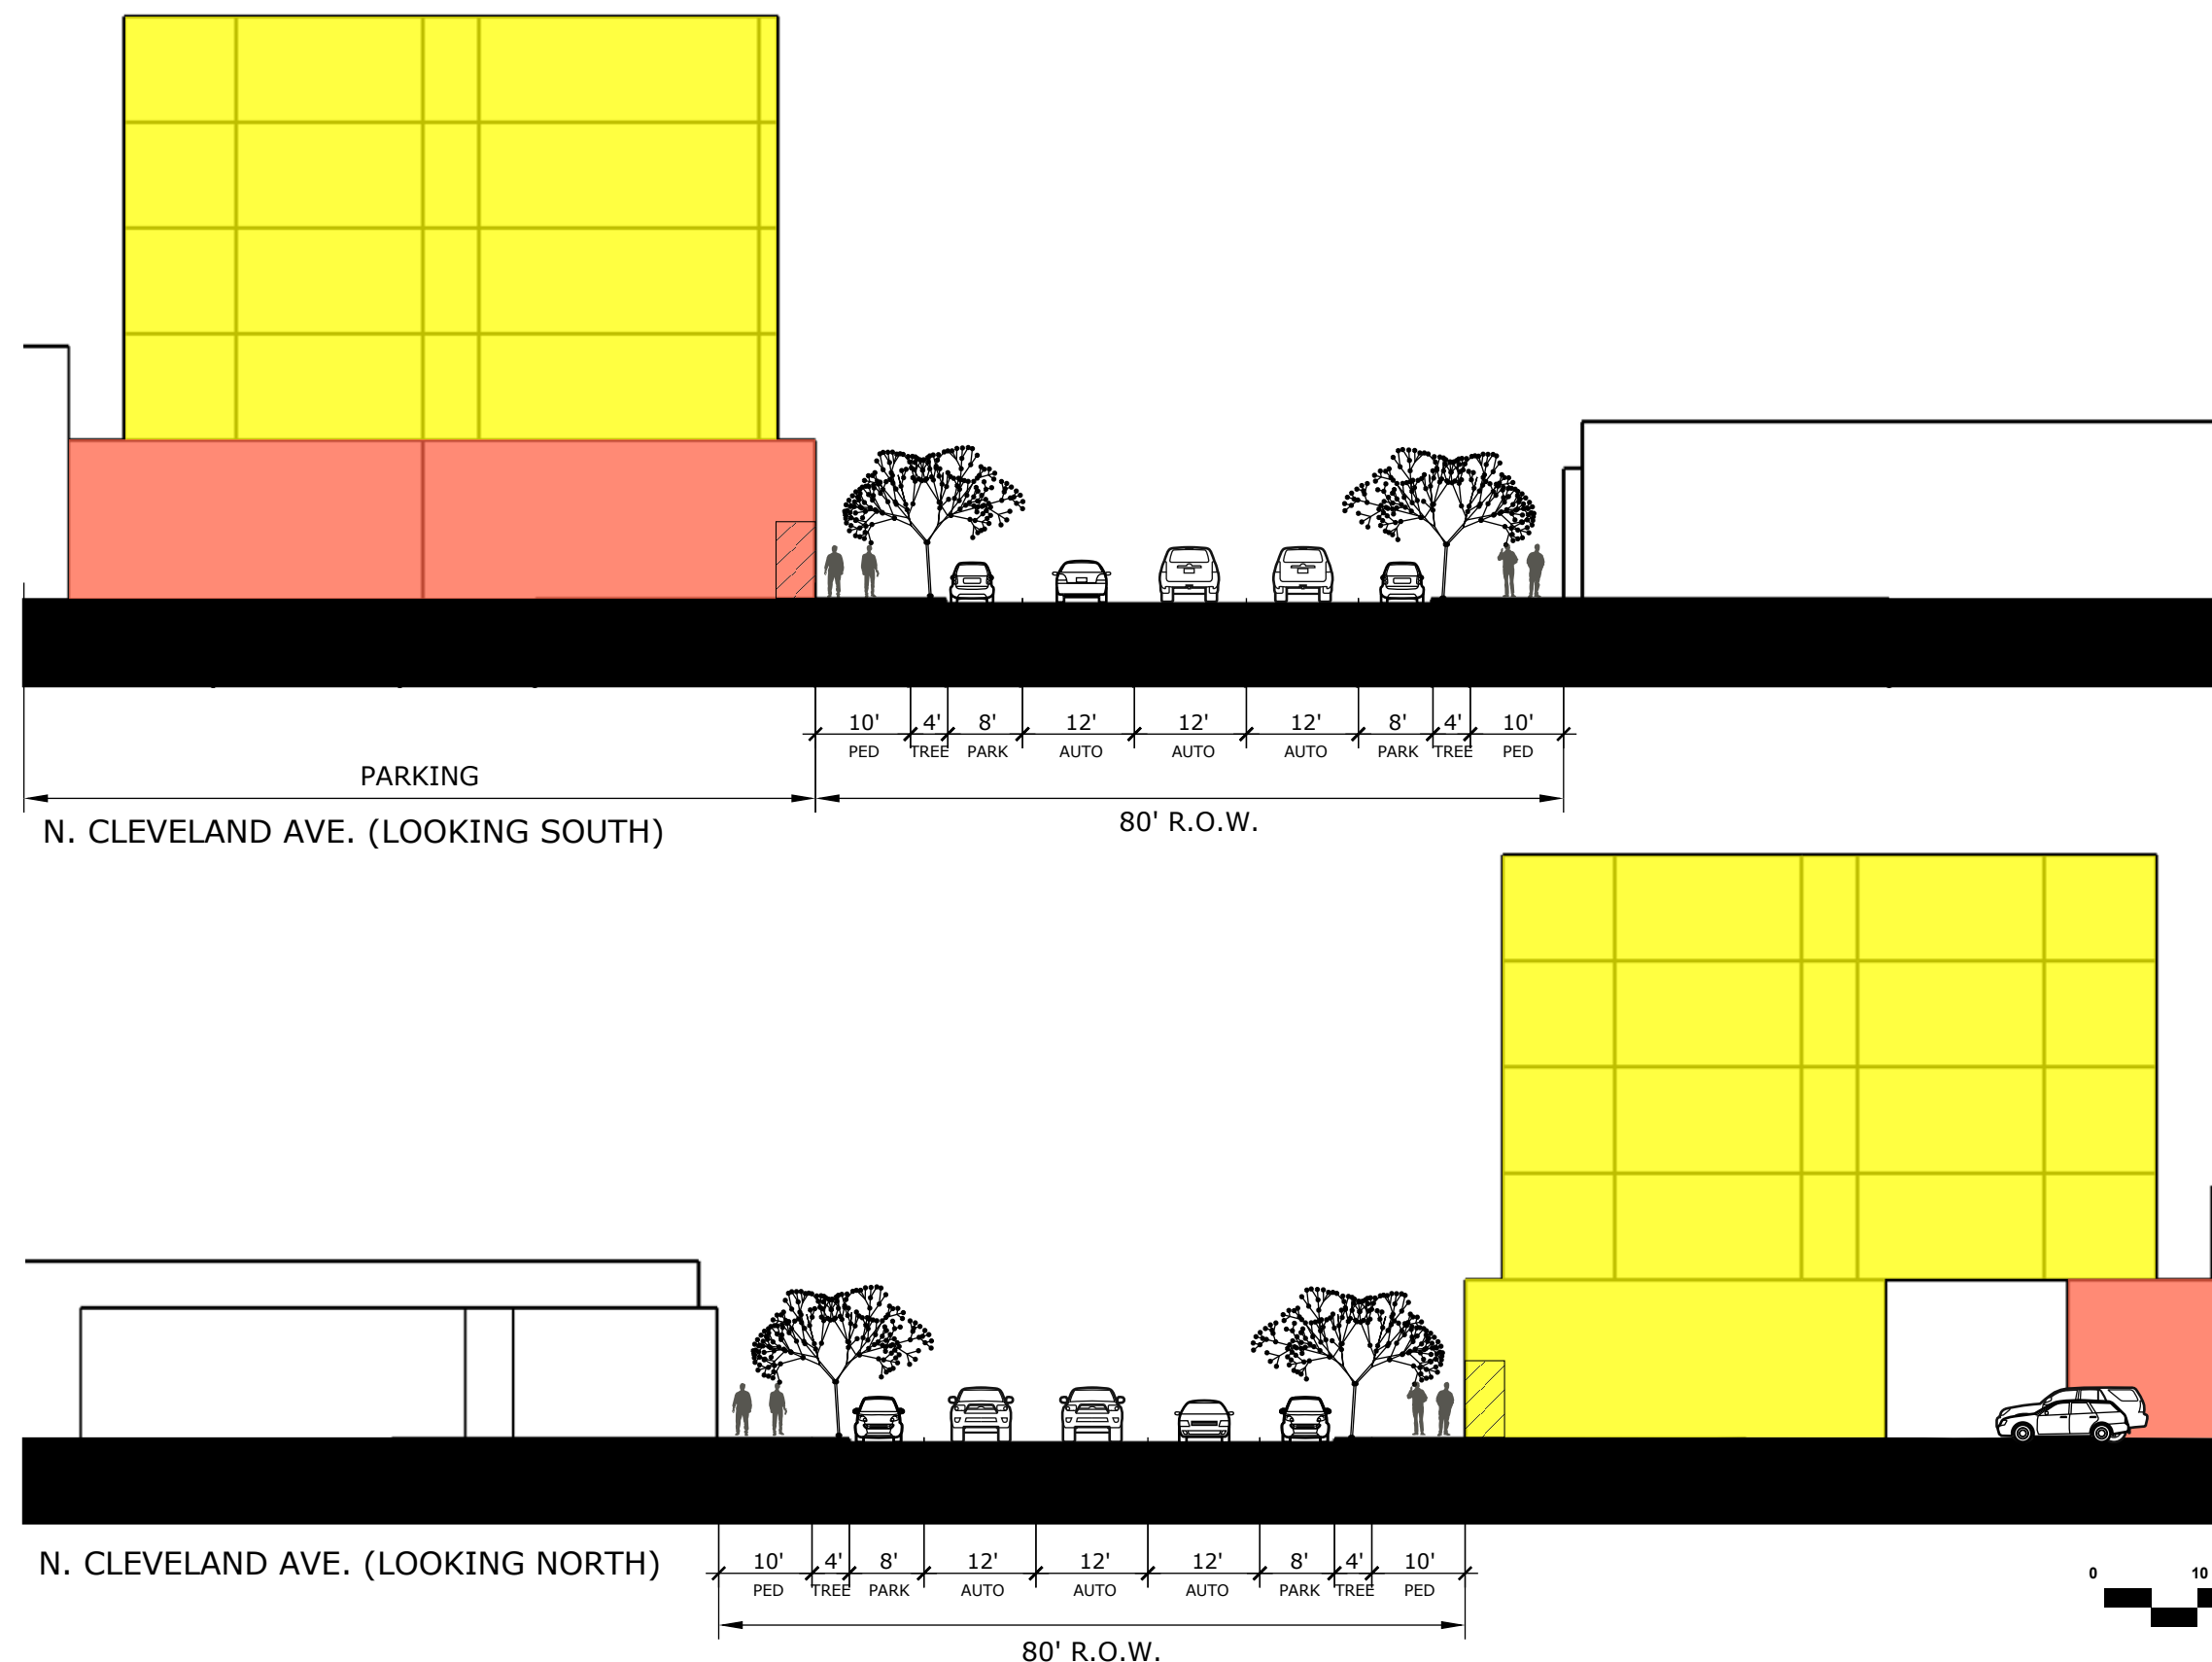 10' 4' 8' 12' 12' 12' 8' 4' 10'
PED TREE PARK AUTO AUTO AUTO PARK TREE PED
PARKING
80' R.O.W.
N. CLEVELAND AVE. (LOOKING SOUTH)
10' 4' 8' 12' 12' 12' 8' 4' 10'
PED TREE PARK AUTO AUTO AUTO PARK TREE PED
N. CLEVELAND AVE. (LOOKING NORTH)
80' R.O.W.
0 10